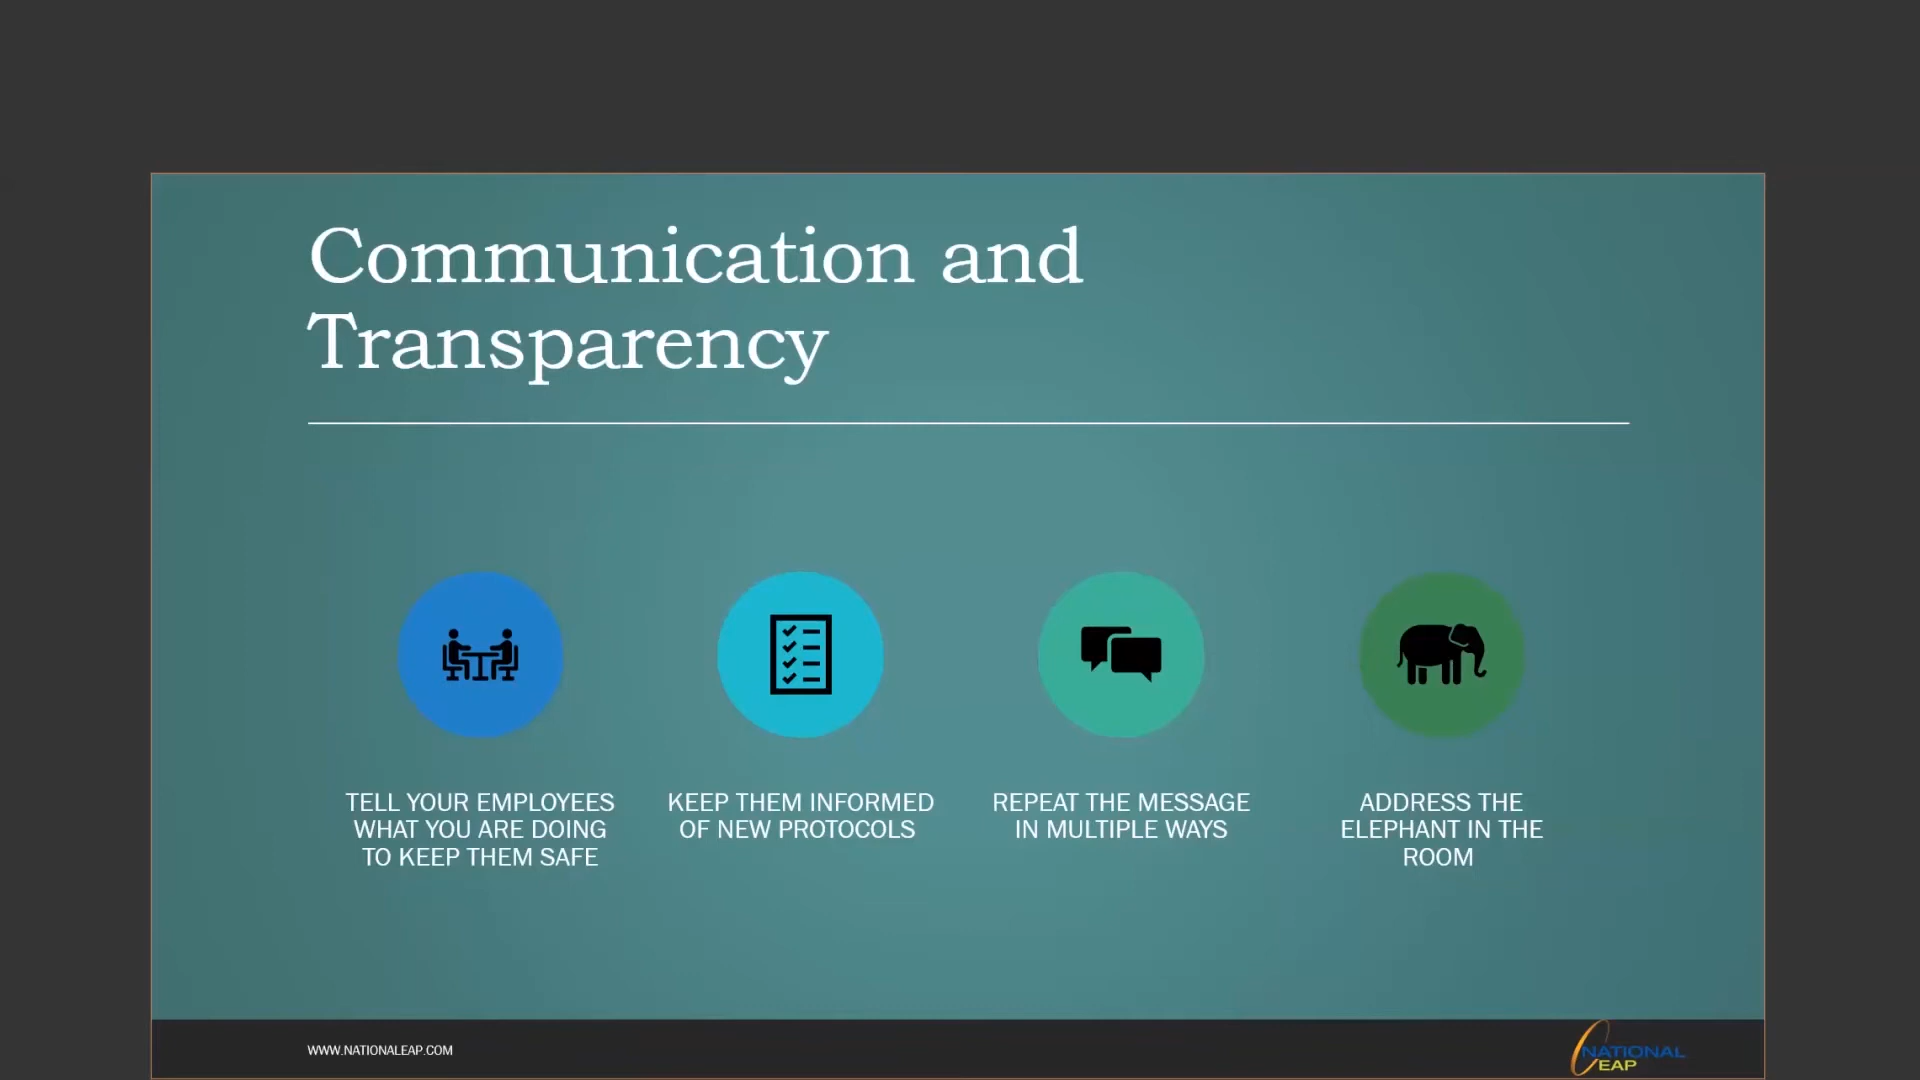 Communication and
Transparency
TELL YOUR EMPLOYEES
WHAT YOU ARE DOING
TO KEEP THEM SAFE
KEEP THEM INFORMED
OF NEW PROTOCOLS
REPEAT THE MESSAGE
IN MULTIPLE WAYS
ADDRESS THE
ELEPHANT IN THE
ROOM
WWW.NATIONALEAP.COM
NATIONAL
EAP